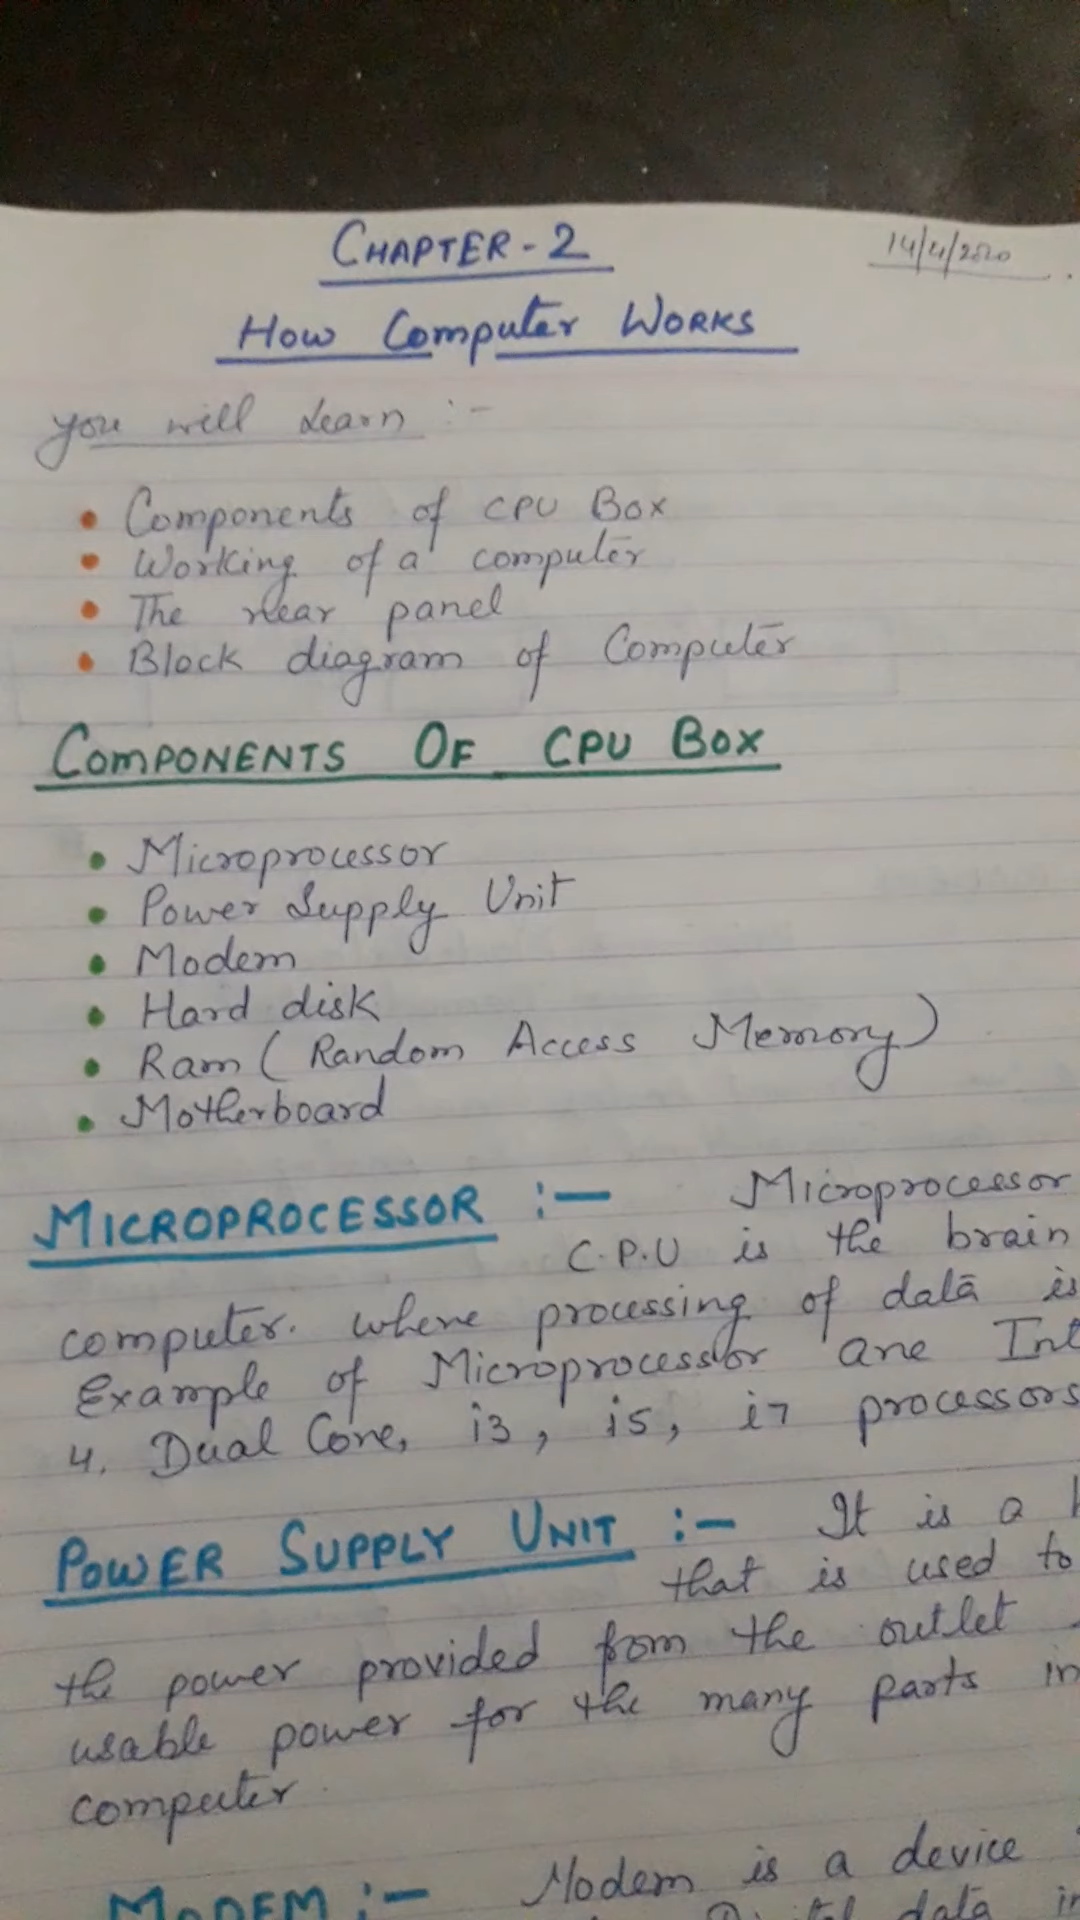 CHAPTER-2
14/4/2020
How Computer Works
you will learn :-
• Components of CPU Box
• Working of a computer
• The rear panel
• Block diagram of Computer
COMPONENTS OF CPU BOX
• Microprocessor
• Power Supply Unit
• Modem
• Hard disk
• Ram (Random Access Memory)
• Motherboard
MICROPROCESSOR :- Microprocessor
C.P.U is the brain
computer. where processing of data is
Example of Microprocessor are Int
4. Dual Core, i3, i5, i7 processors
POWER SUPPLY UNIT :- It is a
that is used to
the power provided from the outlet
usable power for the many parts in
computer
MODEM :- Modem is a device
data in